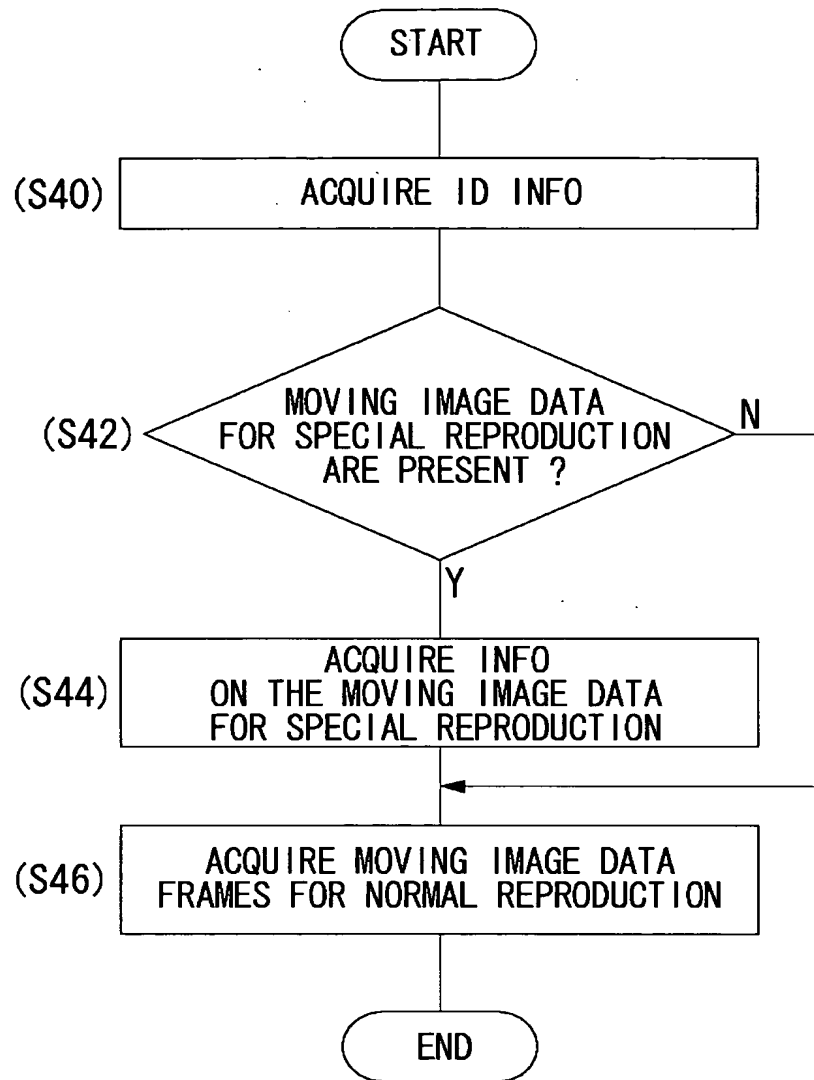 START
(S40)
ACQUIRE ID INFO
(S42)
MOVING IMAGE DATA
FOR SPECIAL REPRODUCTION
ARE PRESENT ?
N
Y
(S44)
ACQUIRE INFO
ON THE MOVING IMAGE DATA
FOR SPECIAL REPRODUCTION
(S46)
ACQUIRE MOVING IMAGE DATA
FRAMES FOR NORMAL REPRODUCTION
END